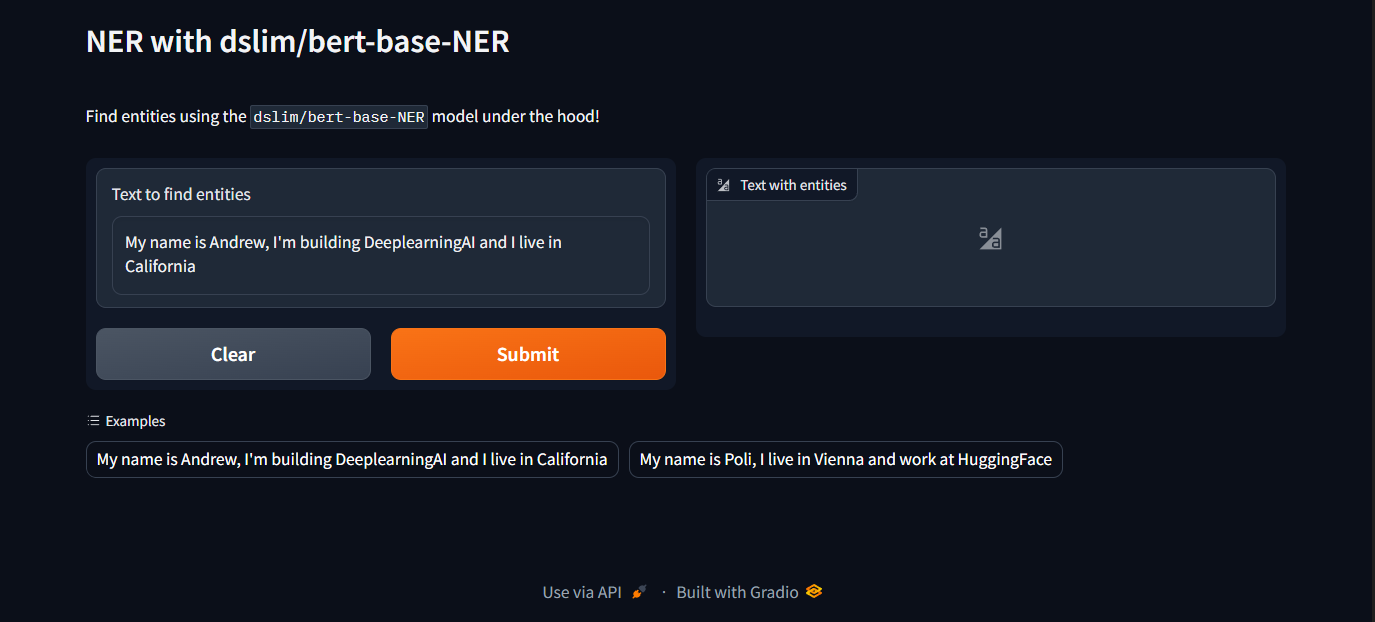 NER with dslim/bert-base-NER
Find entities using the dslim/bert-base-NER model under the hood!
Text to find entities
My name is Andrew, I'm building DeeplearningAI and I live in
California
Clear
Submit
Text with entities
Examples
My name is Andrew, I'm building DeeplearningAI and I live in California
My name is Poli, I live in Vienna and work at HuggingFace
Use via API · Built with Gradio